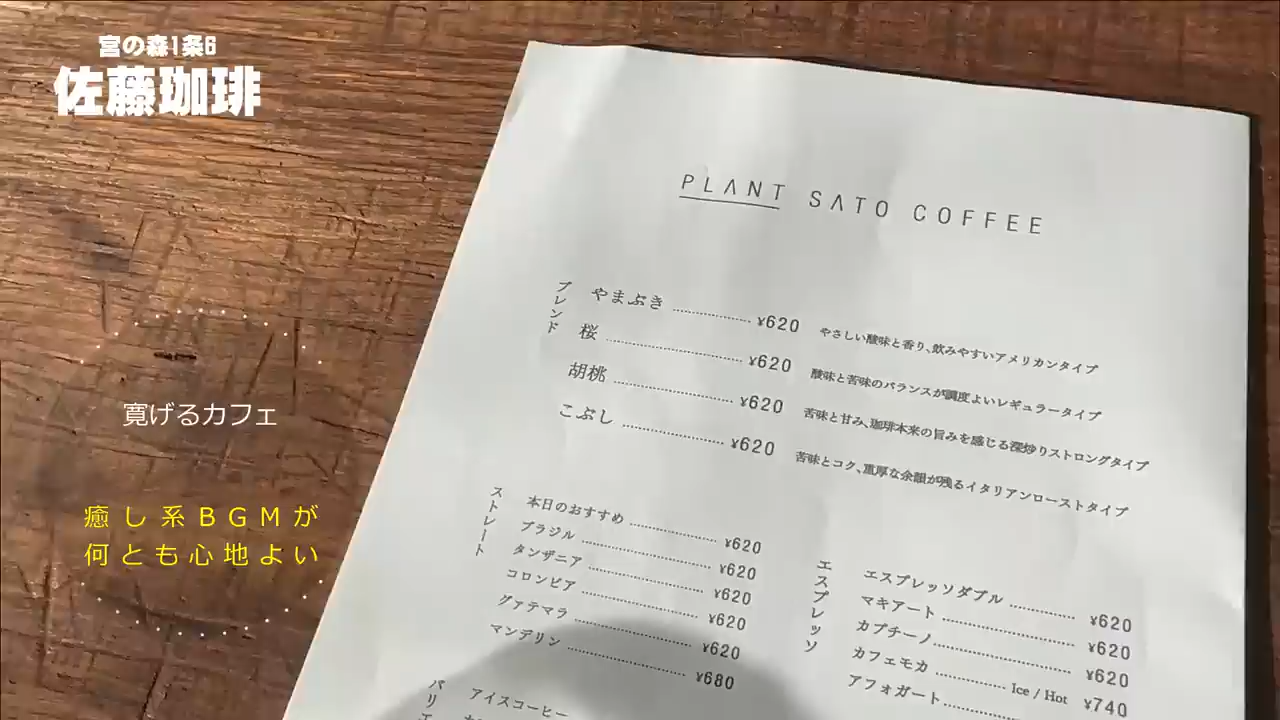 宮の森1条6
佐藤珈琲
寛げるカフェ
癒し系BGMが
何とも心地よい
PLANT SATO COFFEE
ブレンド
やまぶき ¥620 やさしい酸味と香り、飲みやすいアメリカンタイプ
桜 ¥620 酸味と苦味のバランスが調度よいレギュラータイプ
胡桃 ¥620 苦味と甘み、珈琲本来の旨みを感じる深炒りストロングタイプ
こぶし ¥620 苦味とコク、重厚な余韻が残るイタリアンローストタイプ
ストレート
本日のおすすめ ¥620
ブラジル ¥620
タンザニア ¥620
コロンビア ¥620
グァテマラ ¥620
マンデリン ¥680
エスプレッソ
エスプレッソダブル ¥620
マキアート ¥620
カプチーノ ¥620
カフェモカ Ice / Hot ¥740
アフォガート
バリエ
アイスコーヒー